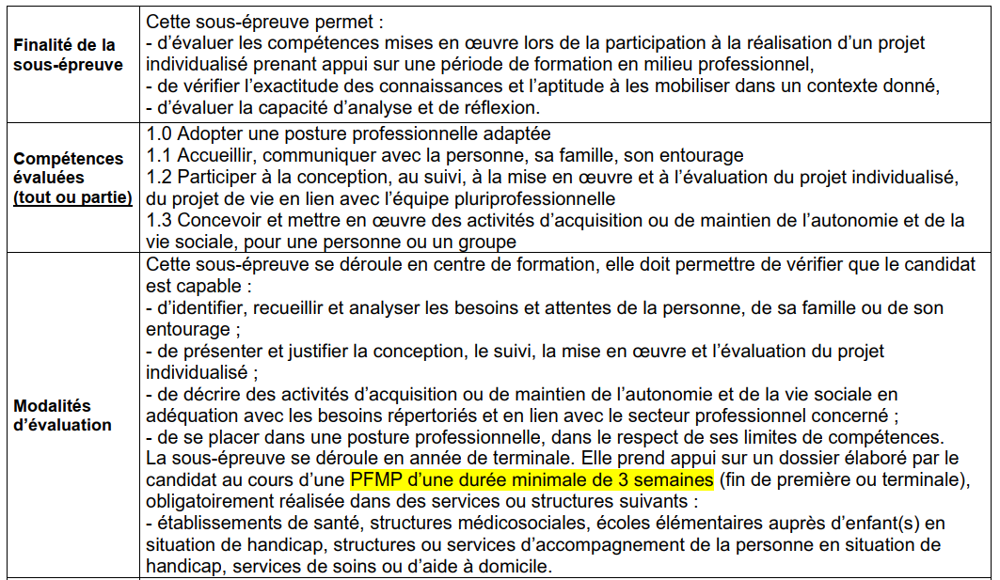 Finalité de la
sous-épreuve
Cette sous-épreuve permet :
- d’évaluer les compétences mises en œuvre lors de la participation à la réalisation d’un projet
individualisé prenant appui sur une période de formation en milieu professionnel,
- de vérifier l’exactitude des connaissances et l’aptitude à les mobiliser dans un contexte donné,
- d’évaluer la capacité d’analyse et de réflexion.
Compétences
évaluées
(tout ou partie)
1.0 Adopter une posture professionnelle adaptée
1.1 Accueillir, communiquer avec la personne, sa famille, son entourage
1.2 Participer à la conception, au suivi, à la mise en œuvre et à l’évaluation du projet individualisé,
du projet de vie en lien avec l’équipe pluriprofessionnelle
1.3 Concevoir et mettre en œuvre des activités d’acquisition ou de maintien de l’autonomie et de la
vie sociale, pour une personne ou un groupe
Modalités
d’évaluation
Cette sous-épreuve se déroule en centre de formation, elle doit permettre de vérifier que le candidat
est capable :
- d’identifier, recueillir et analyser les besoins et attentes de la personne, de sa famille ou de son
entourage ;
- de présenter et justifier la conception, le suivi, la mise en œuvre et l’évaluation du projet
individualisé ;
- de décrire des activités d’acquisition ou de maintien de l’autonomie et de la vie sociale en
adéquation avec les besoins répertoriés et en lien avec le secteur professionnel concerné ;
- de se placer dans une posture professionnelle, dans le respect de ses limites de compétences.
La sous-épreuve se déroule en année de terminale. Elle prend appui sur un dossier élaboré par le
candidat au cours d’une PFMP d’une durée minimale de 3 semaines (fin de première ou terminale),
obligatoirement réalisée dans des services ou structures suivants :
- établissements de santé, structures médicosociales, écoles élémentaires auprès d’enfant(s) en
situation de handicap, structures ou services d’accompagnement de la personne en situation de
handicap, services de soins ou d’aide à domicile.